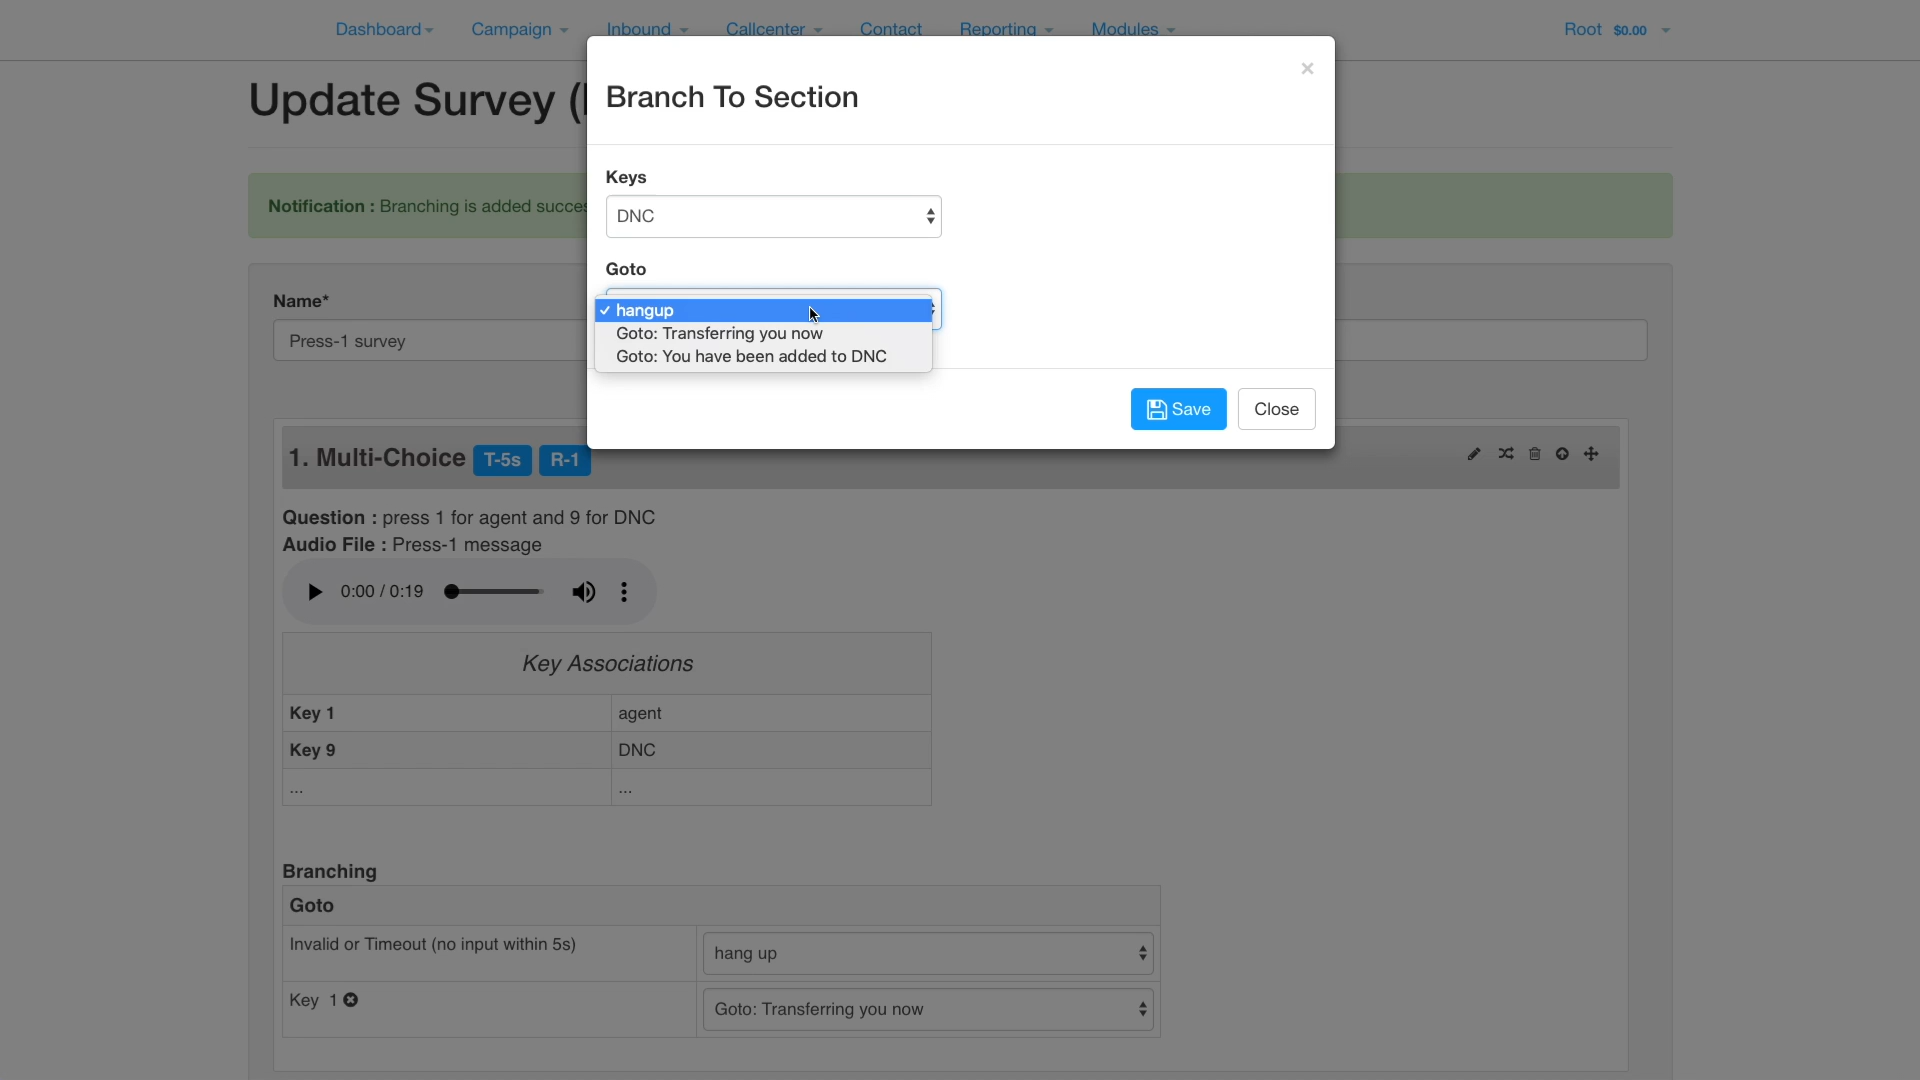 Dashboard Campaign Inbound Callcenter Contact Reporting Modules Root $0.00
Update Survey (
Branch To Section
×
Notification : Branching is added
Keys
DNC
Goto
hangup
Goto: Transferring you now
Goto: You have been added to DNC
Name*
Press-1 survey
Save Close
1. Multi-Choice T-5s R-1
Question : press 1 for agent and 9 for DNC
Audio File : Press-1 message
0:00 / 0:19
Key Associations
Key 1 agent
Key 9 DNC
... ...
Branching
Goto
Invalid or Timeout (no input within 5s) hang up
Key 1 Goto: Transferring you now